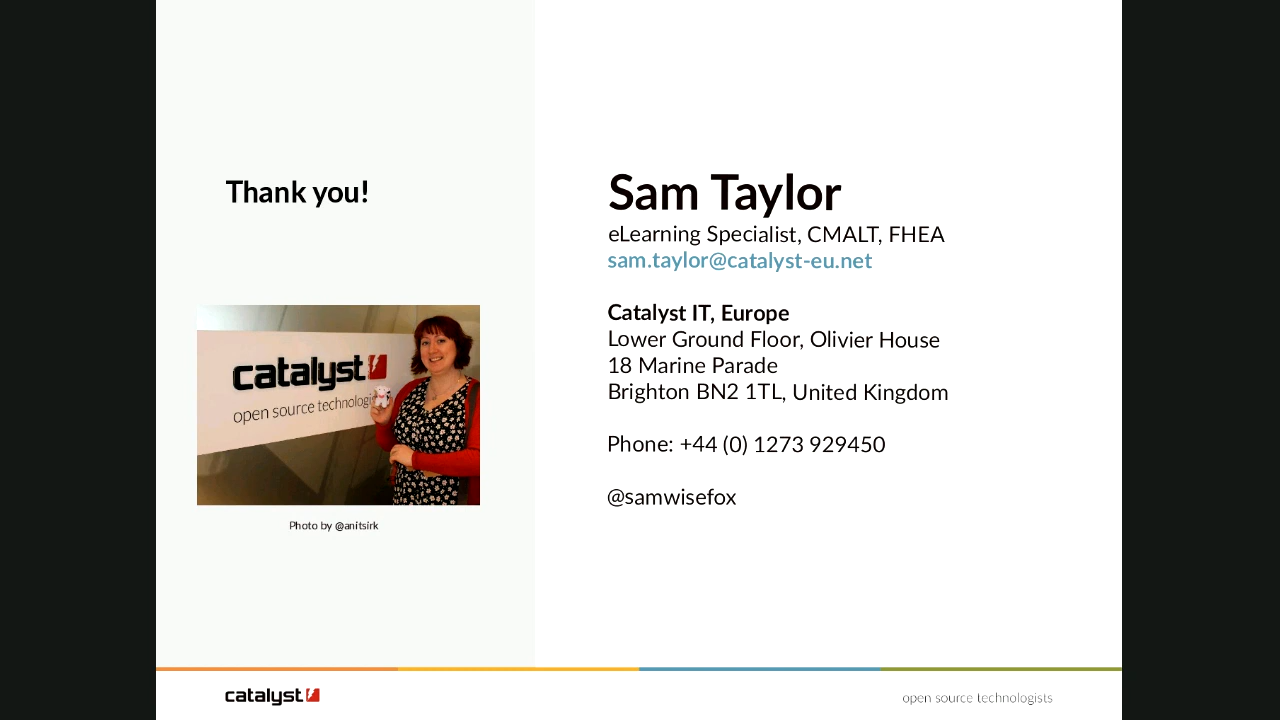 Thank you!
Sam Taylor
eLearning Specialist, CMALT, FHEA
sam.taylor@catalyst-eu.net
Catalyst IT, Europe
Lower Ground Floor, Olivier House
18 Marine Parade
Brighton BN2 1TL, United Kingdom
Phone: +44 (0) 1273 929450
@samwisefox
catalyst
open source technologi
Photo by @anitsirk
catalyst
open source technologists